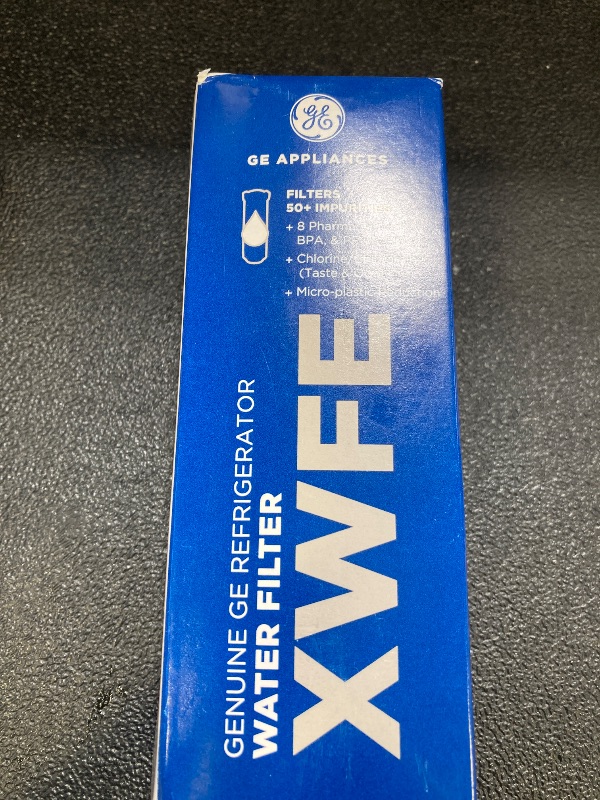 GE
GE APPLIANCES
FILTERS
50+
+ 8
BPA, &
+ Chlorine/
(Taste &
+ Micro-plastic
XWFE
GENUINE GE REFRIGERATOR
WATER FILTER